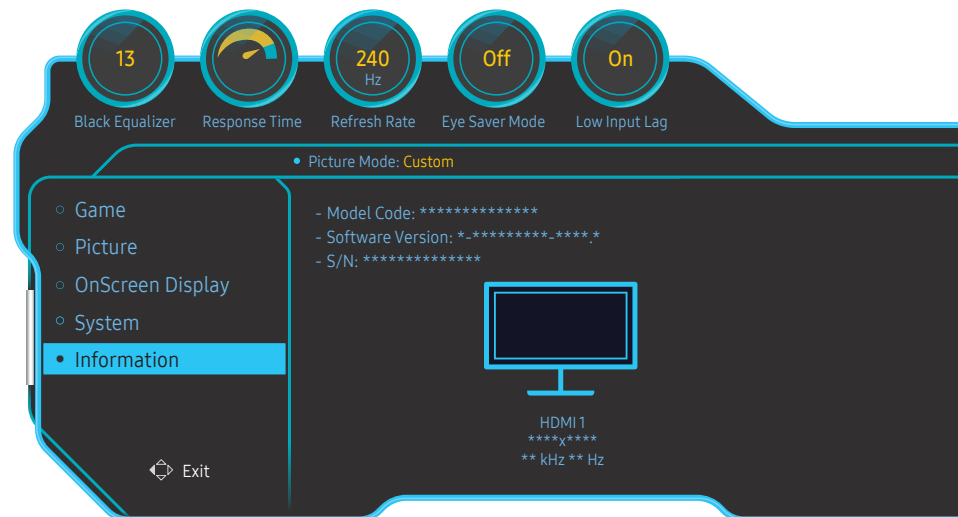 13
240
Hz
Off
On
Black Equalizer
Response Time
Refresh Rate
Eye Saver Mode
Low Input Lag
Picture Mode: Custom
Game
Picture
OnScreen Display
System
Information
Exit
- Model Code: **************
- Software Version: *-*********-****.*
- S/N: **************
HDMI 1
****x****
** kHz ** Hz